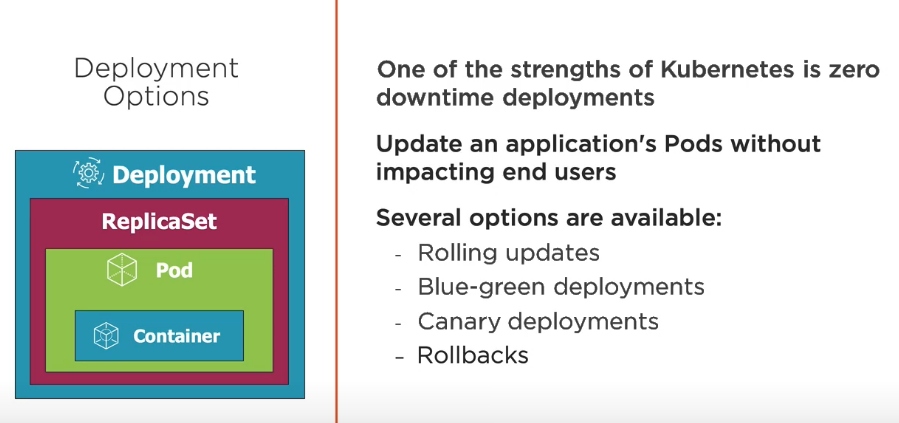 Deployment
Options
Deployment
ReplicaSet
Pod
Container
One of the strengths of Kubernetes is zero
downtime deployments
Update an application's Pods without
impacting end users
Several options are available:
- Rolling updates
- Blue-green deployments
- Canary deployments
- Rollbacks